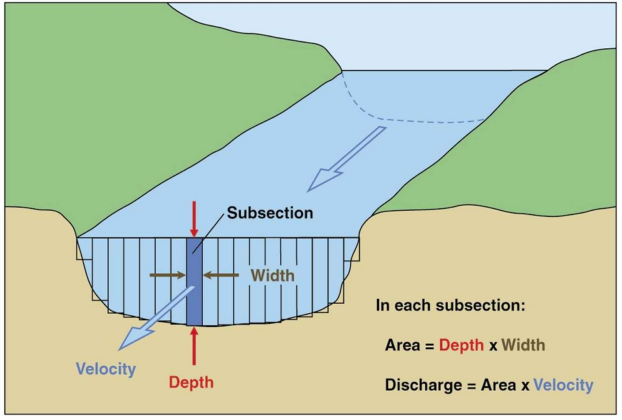 Subsection
Width
Velocity
Depth
In each subsection:
Area = Depth x Width
Discharge = Area x Velocity